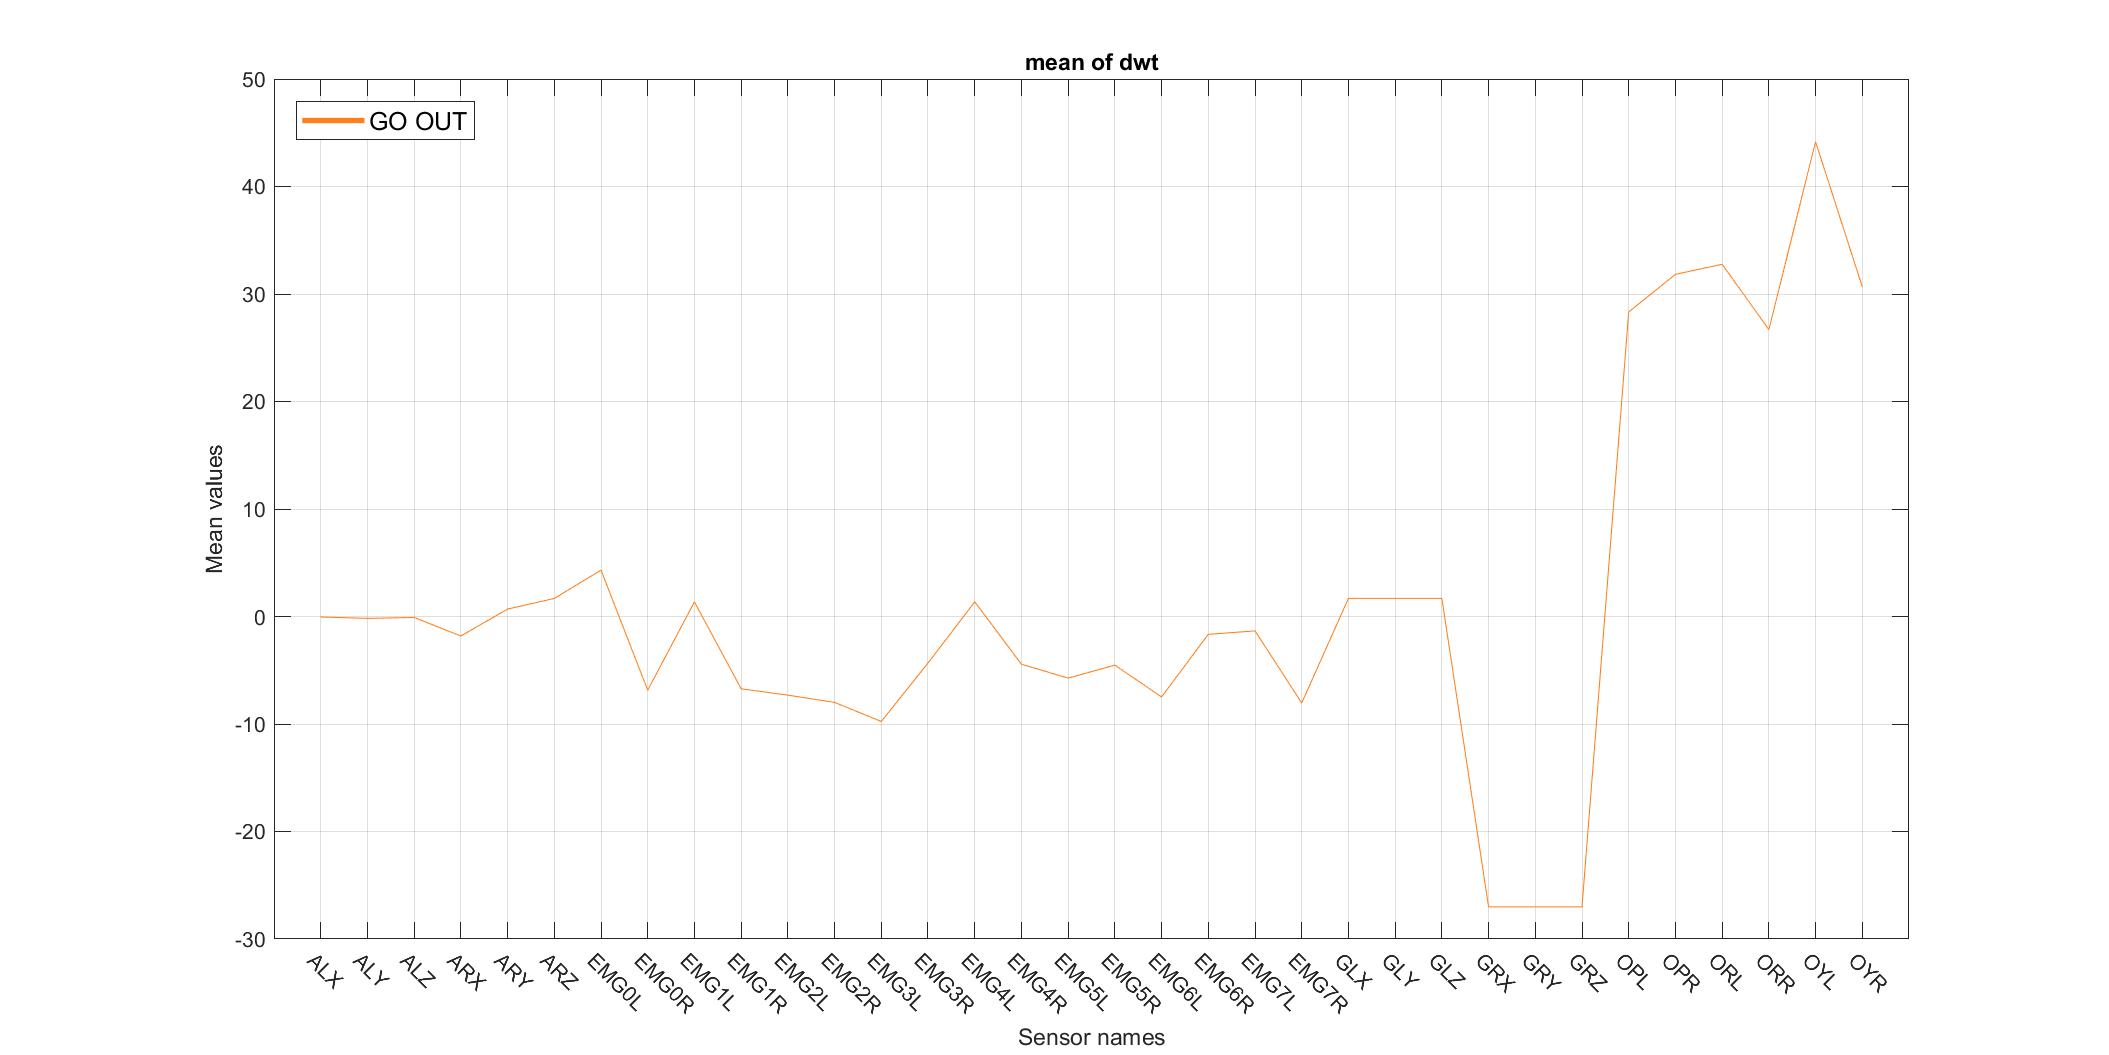 mean of dwt
GO OUT
50
40
30
20
10
0
-10
-20
-30
Mean values
ALX
ALY
ALZ
ARX
ARY
ARZ
EMG0L
EMG0R
EMG1L
EMG1R
EMG2L
EMG2R
EMG3L
EMG3R
EMG4L
EMG4R
EMG5L
EMG5R
EMG6L
EMG6R
EMG7L
EMG7R
GLX
GLY
GLZ
GRX
GRY
GRZ
OPL
OPR
ORL
ORR
OYL
OYR
Sensor names